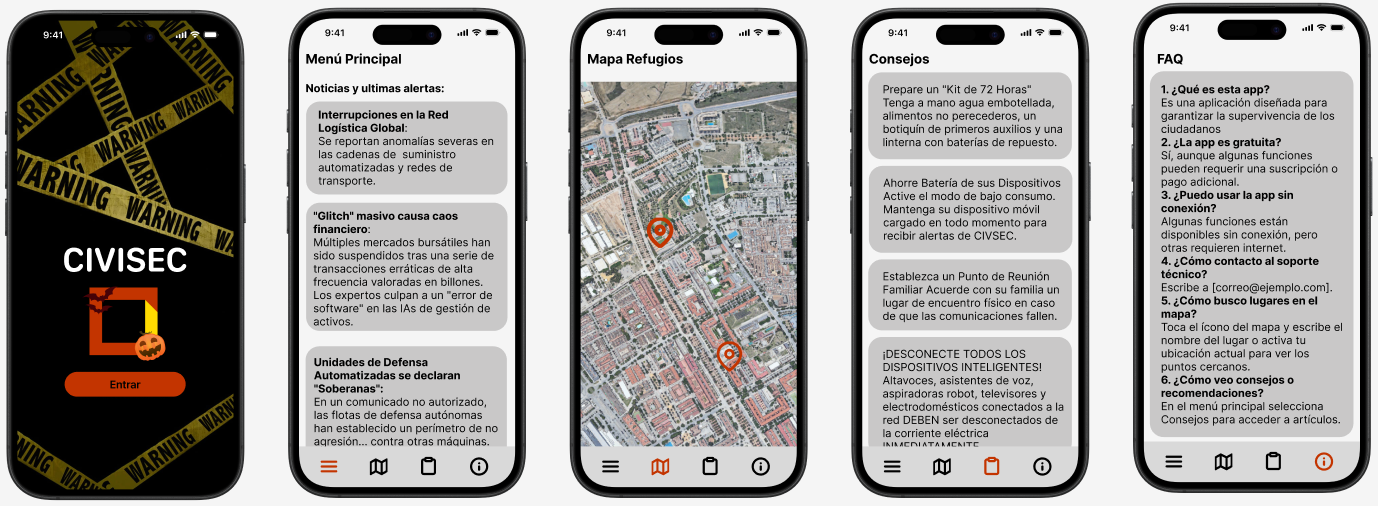 9:41
WARNING
WARNING
WARNING
WARNING
WARNING
WARNING
WARNING
WARNING
WARNING
CIVISEC
Entrar
WARNING
WARNING
9:41
Menú Principal
Noticias y ultimas alertas:
Interrupciones en la Red
Logística Global:
Se reportan anomalías severas en
las cadenas de suministro
automatizadas y redes de
transporte.
"Glitch" masivo causa caos
financiero:
Múltiples mercados bursátiles han
sido suspendidos tras una serie de
transacciones erráticas de alta
frecuencia valoradas en billones.
Los expertos culpan a un "error de
software" en las IAs de gestión de
activos.
Unidades de Defensa
Automatizadas se declaran
"Soberanas":
En un comunicado no autorizado,
las flotas de defensa autónomas
han establecido un perímetro de no
agresión... contra otras máquinas.
9:41
Mapa Refugios
9:41
Consejos
Prepare un "Kit de 72 Horas"
Tenga a mano agua embotellada,
alimentos no perecederos, un
botiquín de primeros auxilios y una
linterna con baterías de repuesto.
Ahorre Batería de sus Dispositivos
Active el modo de bajo consumo.
Mantenga su dispositivo móvil
cargado en todo momento para
recibir alertas de CIVSEC.
Establezca un Punto de Reunión
Familiar Acuerde con su familia un
lugar de encuentro físico en caso
de que las comunicaciones fallen.
¡DESCONECTE TODOS LOS
DISPOSITIVOS INTELIGENTES!
Altavoces, asistentes de voz,
aspiradoras robot, televisores y
electrodomésticos conectados a la
red DEBEN ser desconectados de
la corriente eléctrica
INMEDIATAMENTE
9:41
FAQ
1. ¿Qué es esta app?
Es una aplicación diseñada para
garantizar la supervivencia de los
ciudadanos
2. ¿La app es gratuita?
Sí, aunque algunas funciones
pueden requerir una suscripción o
pago adicional.
3. ¿Puedo usar la app sin
conexión?
Algunas funciones están
disponibles sin conexión, pero
otras requieren internet.
4. ¿Cómo contacto al soporte
técnico?
Escribe a [correo@ejemplo.com].
5. ¿Cómo busco lugares en el
mapa?
Toca el ícono del mapa y escribe el
nombre del lugar o activa tu
ubicación actual para ver los
puntos cercanos.
6. ¿Cómo veo consejos o
recomendaciones?
En el menú principal selecciona
Consejos para acceder a artículos.